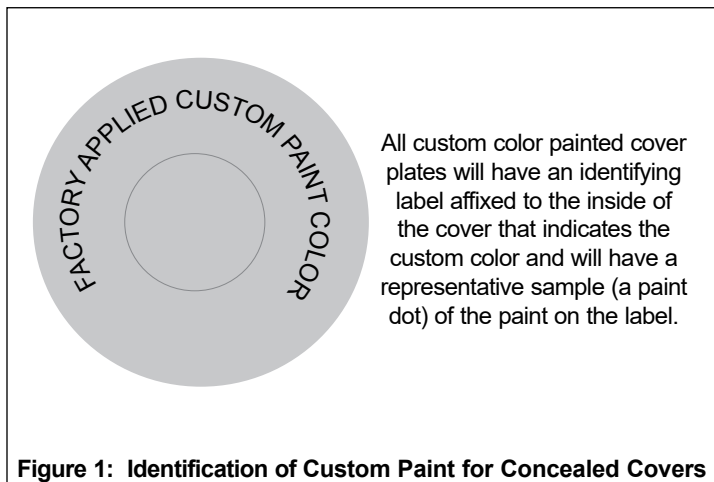 FACTORY APPLIED CUSTOM PAINT COLOR
All custom color painted cover
plates will have an identifying
label affixed to the inside of
the cover that indicates the
custom color and will have a
representative sample (a paint
dot) of the paint on the label.
Figure 1: Identification of Custom Paint for Concealed Covers